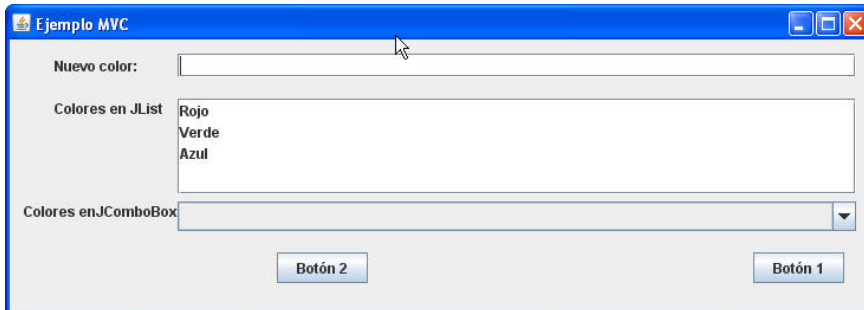 Ejemplo MVC
Nuevo color:
Colores en JList
Rojo
Verde
Azul
Colores enJComboBox
Botón 2
Botón 1